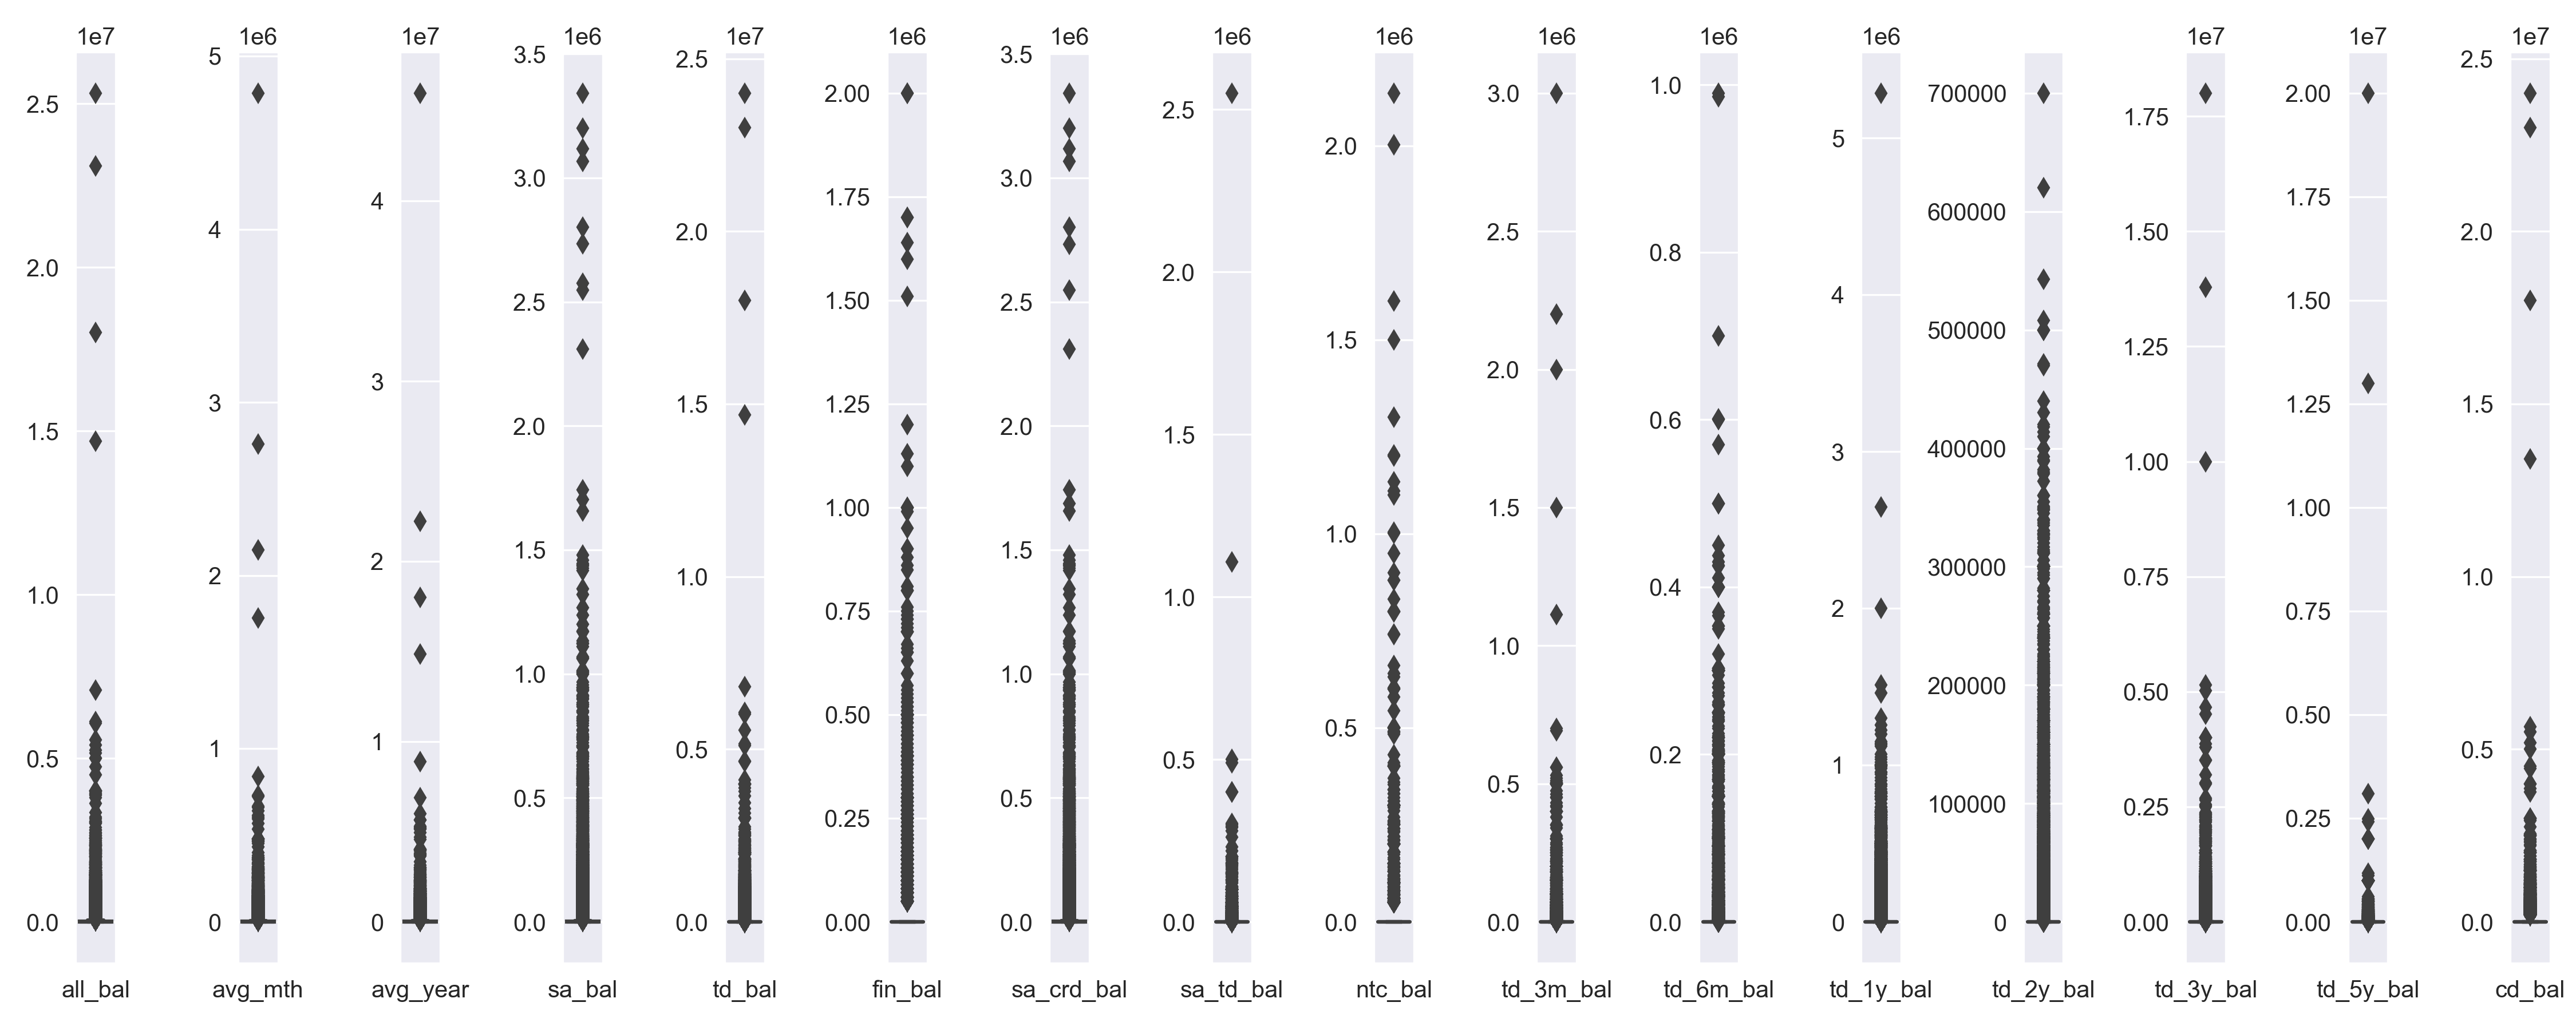 1e7 1e6 1e7 1e6 1e7 1e6 1e6 1e6 1e6 1e6 1e6 1e6 1e7 1e7 1e7
2.5 2.0 1.5 1.0 0.5 0.0
all_bal
5 4 3 2 1 0
avg_mth
4 3 2 1 0
avg_year
3.5 3.0 2.5 2.0 1.5 1.0 0.5 0.0
sa_bal
2.5 2.0 1.5 1.0 0.5 0.0
td_bal
2.00 1.75 1.50 1.25 1.00 0.75 0.50 0.25 0.00
fin_bal
3.5 3.0 2.5 2.0 1.5 1.0 0.5 0.0
sa_crd_bal
2.5 2.0 1.5 1.0 0.5 0.0
sa_td_bal
2.0 1.5 1.0 0.5 0.0
ntc_bal
3.0 2.5 2.0 1.5 1.0 0.5 0.0
td_3m_bal
1.0 0.8 0.6 0.4 0.2 0.0
td_6m_bal
5 4 3 2 1 0
td_1y_bal
700000 600000 500000 400000 300000 200000 100000 0
td_2y_bal
1.75 1.50 1.25 1.00 0.75 0.50 0.25 0.00
td_3y_bal
2.00 1.75 1.50 1.25 1.00 0.75 0.50 0.25 0.00
td_5y_bal
2.5 2.0 1.5 1.0 0.5 0.0
cd_bal